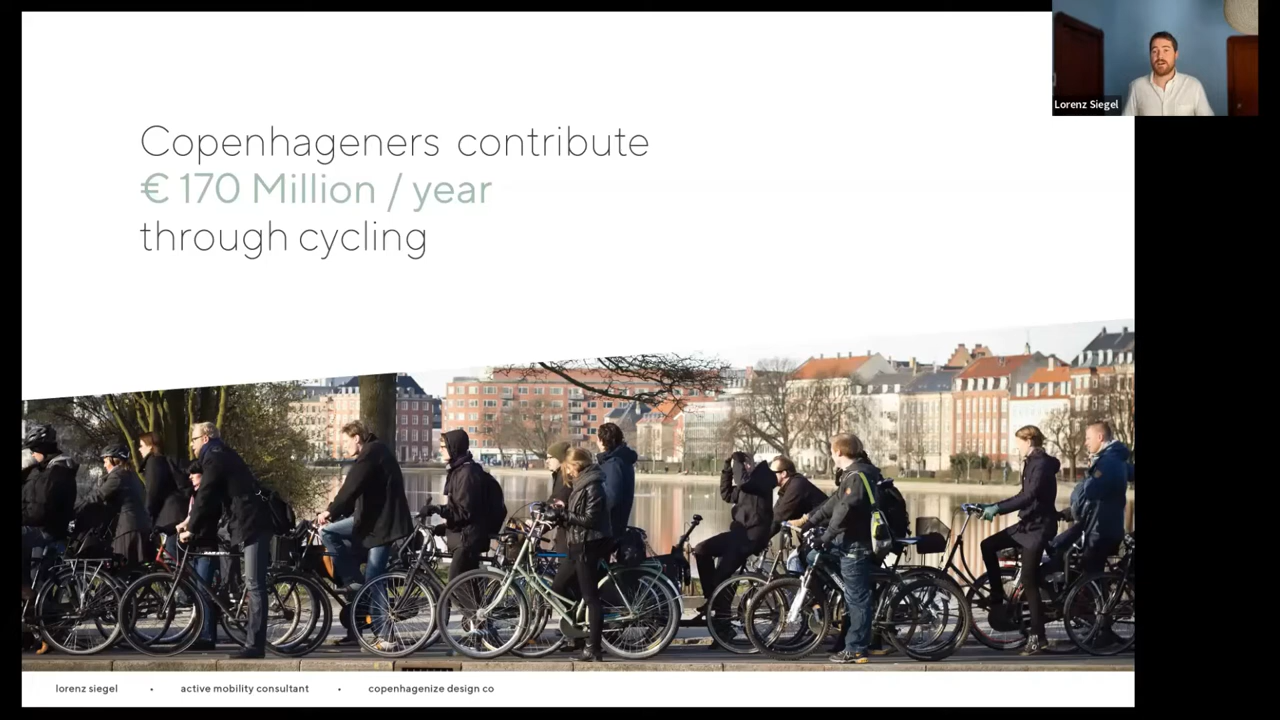 Lorenz Siegel
Copenhageners contribute
€ 170 Million / year
through cycling
lorenz siegel • active mobility consultant • copenhagenize design co